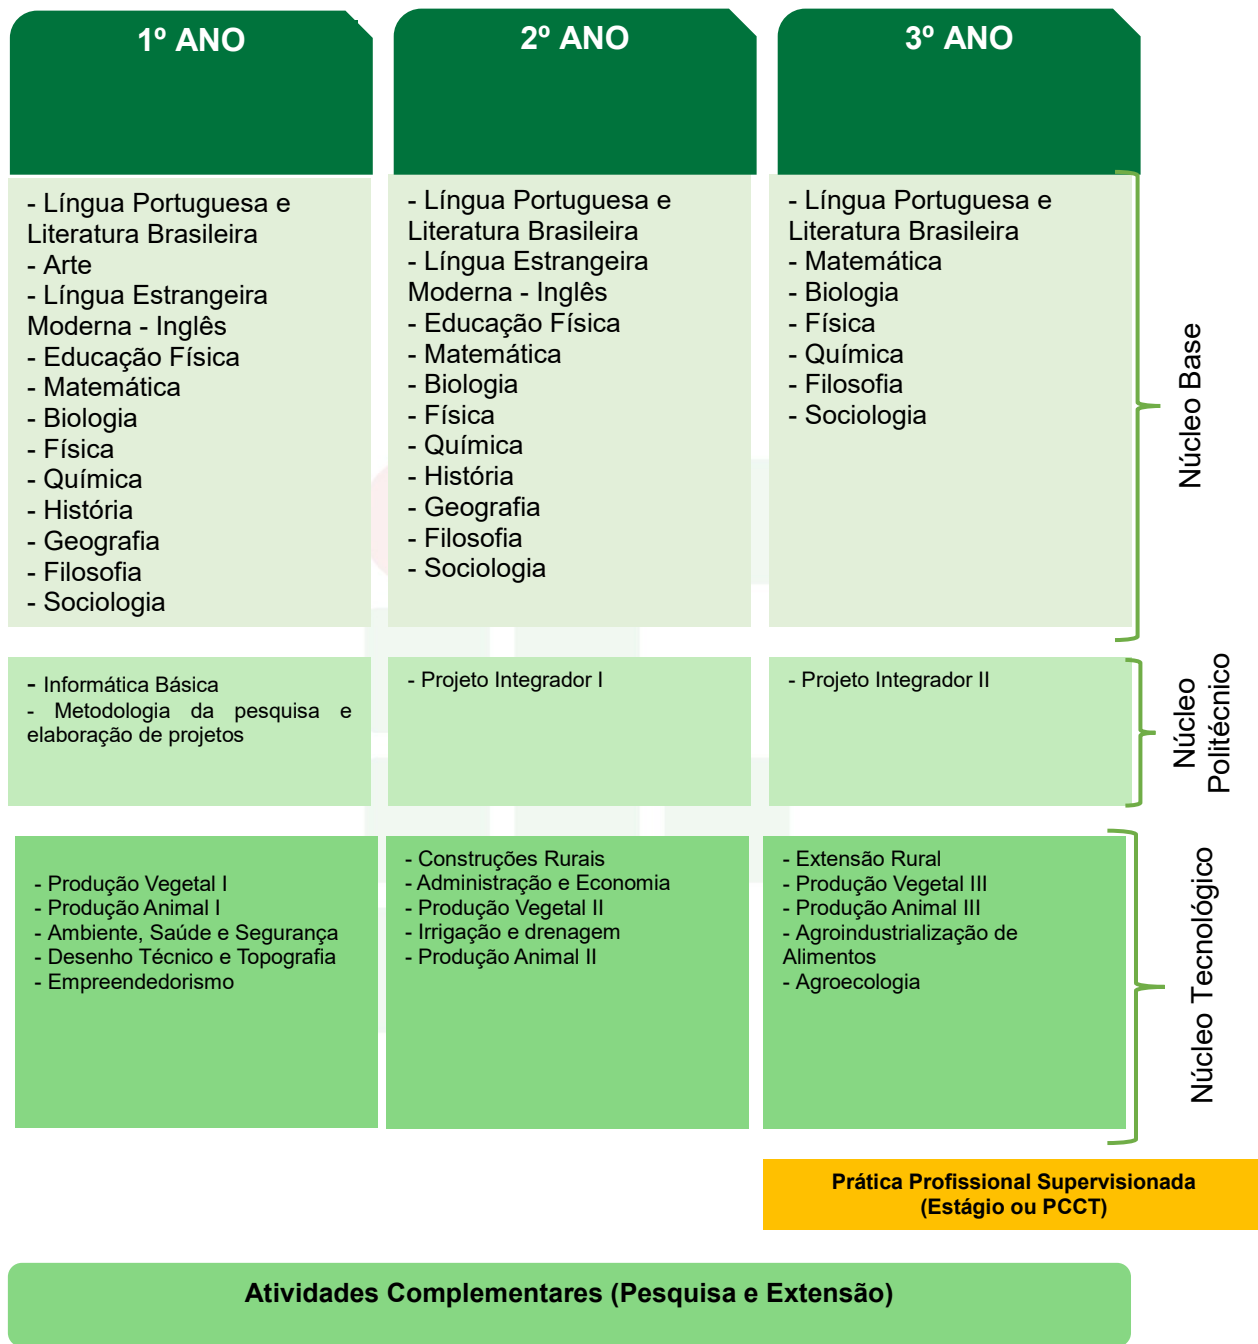 1º ANO
2º ANO
3º ANO
- Língua Portuguesa e
Literatura Brasileira
- Arte
- Língua Estrangeira
Moderna - Inglês
- Educação Física
- Matemática
- Biologia
- Física
- Química
- História
- Geografia
- Filosofia
- Sociologia
- Língua Portuguesa e
Literatura Brasileira
- Língua Estrangeira
Moderna - Inglês
- Educação Física
- Matemática
- Biologia
- Física
- Química
- História
- Geografia
- Filosofia
- Sociologia
- Língua Portuguesa e
Literatura Brasileira
- Matemática
- Biologia
- Física
- Química
- Filosofia
- Sociologia
Núcleo Base
- Informática Básica
- Metodologia da pesquisa e
elaboração de projetos
- Projeto Integrador I
- Projeto Integrador II
Núcleo
Politécnico
- Produção Vegetal I
- Produção Animal I
- Ambiente, Saúde e Segurança
- Desenho Técnico e Topografia
- Empreendedorismo
- Construções Rurais
- Administração e Economia
- Produção Vegetal II
- Irrigação e drenagem
- Produção Animal II
- Extensão Rural
- Produção Vegetal III
- Produção Animal III
- Agroindustrialização de
Alimentos
- Agroecologia
Núcleo Tecnológico
Prática Profissional Supervisionada
(Estágio ou PCCT)
Atividades Complementares (Pesquisa e Extensão)